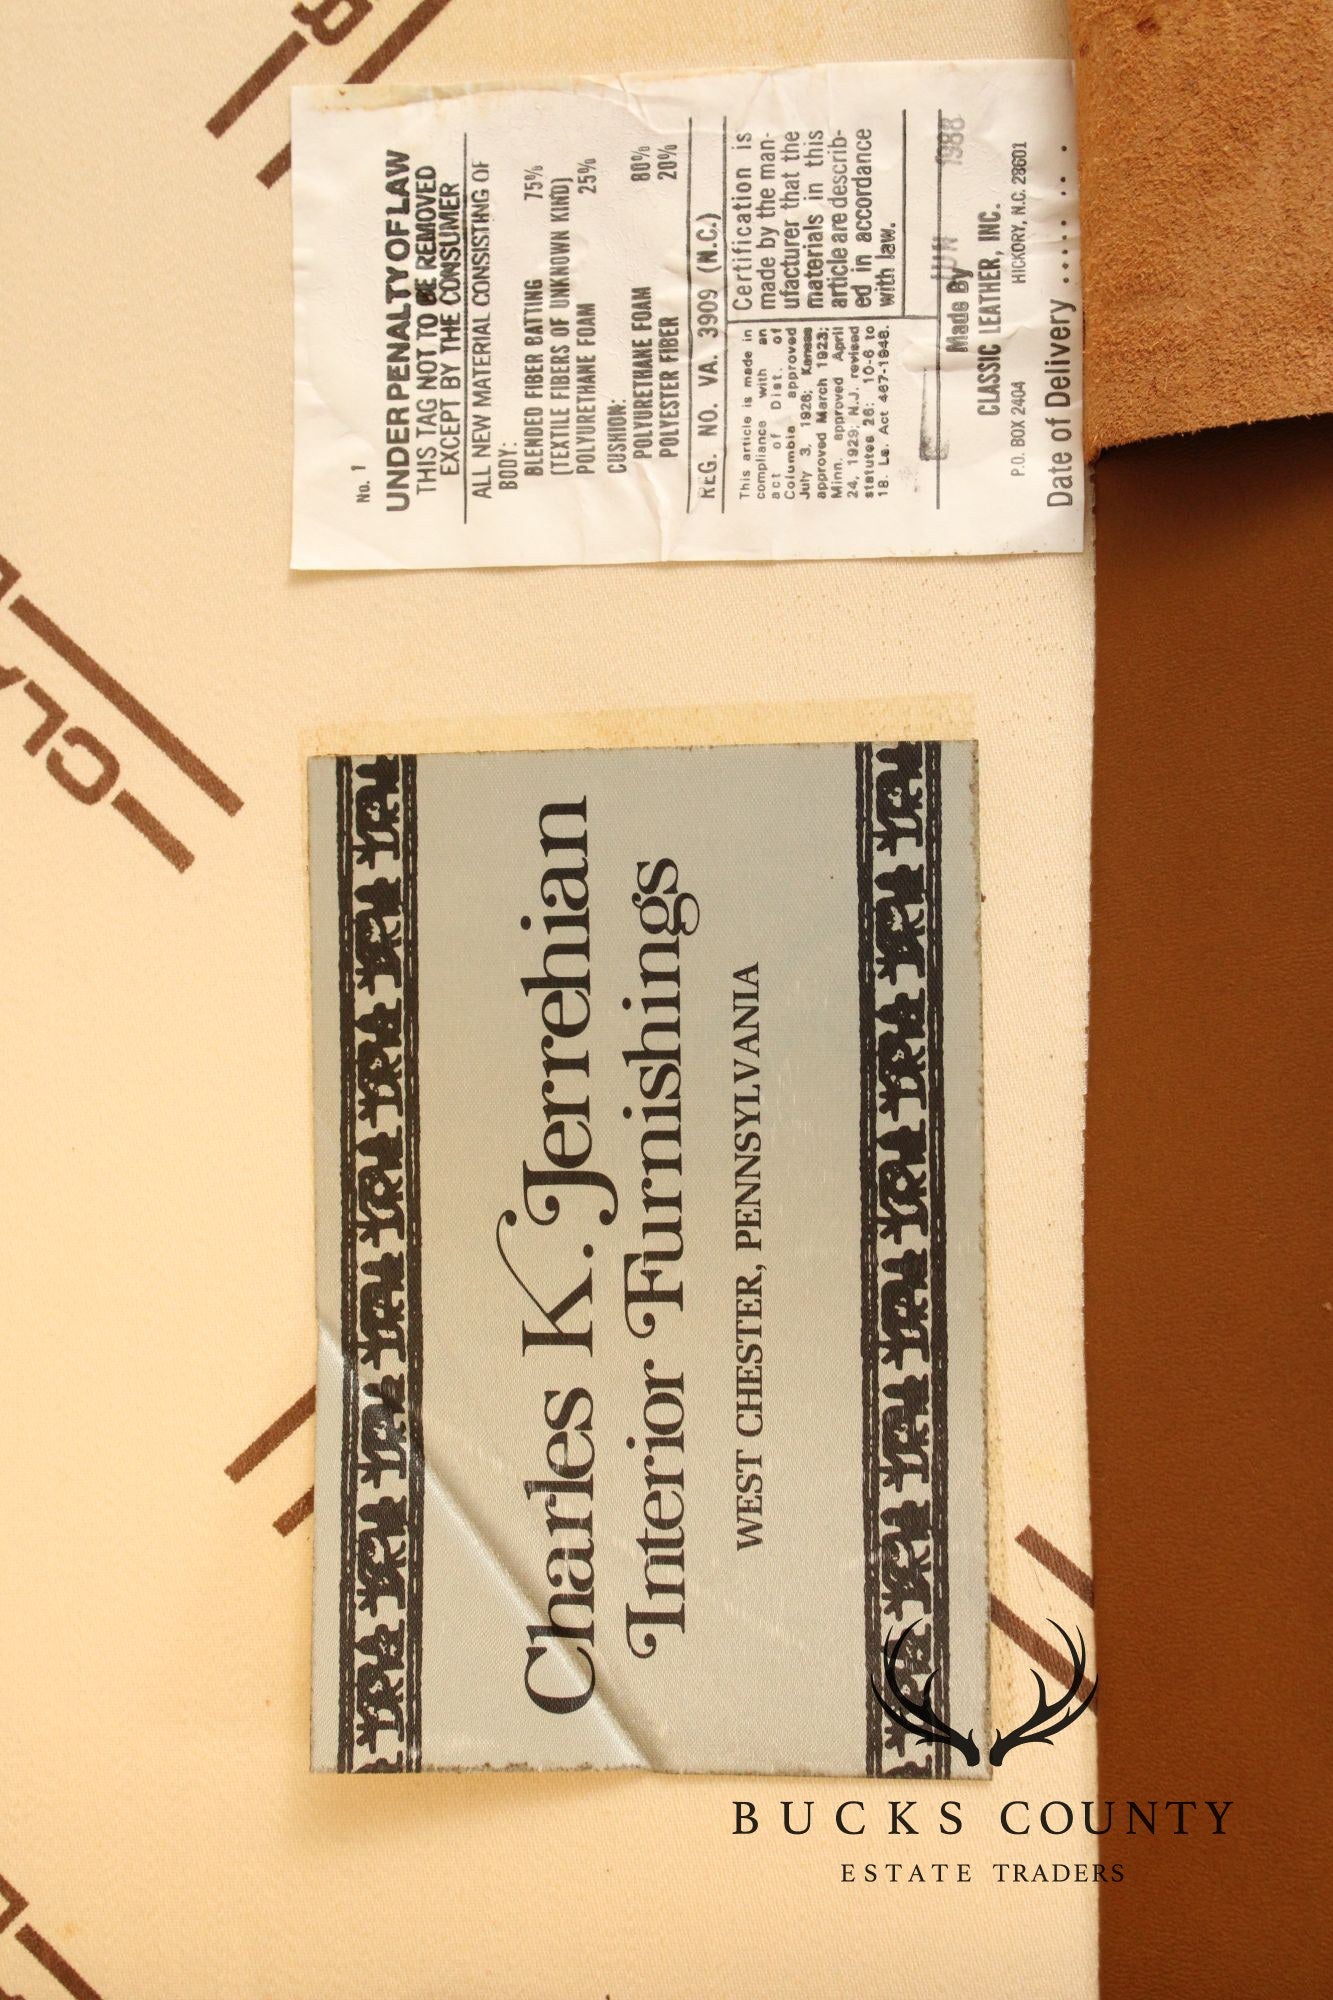 No. 1
UNDER PENALTY OF LAW
THIS TAG NOT TO BE REMOVED
EXCEPT BY THE CONSUMER
ALL NEW MATERIAL CONSISTING OF
BODY:
BLENDED FIBER BATTING 75%
(TEXTILE FIBERS OF UNKNOWN KIND)
POLYURETHANE FOAM 25%
CUSHION:
POLYURETHANE FOAM 80%
POLYESTER FIBER 20%
REG. NO. VA. 3909 (N.C.)
This article is made in
compliance with an
act of Dist. of
Columbia approved
July 3, 1926; Kansas
approved March 1923;
Minn. approved April
24, 1929; N.J. revised
statutes 26: 10-6 to
18. La. Act 467-1948.
Certification is
made by the man-
ufacturer that the
materials in this
article are describ-
ed in accordance
with law.
JUN 1988
Made By
CLASSIC LEATHER, INC.
P.O. BOX 2404 HICKORY, N.C. 28601
Date of Delivery ..... .. .
CLA
Charles K. Jerrehian
Interior Furnishings
WEST CHESTER, PENNSYLVANIA
BUCKS COUNTY
ESTATE TRADERS